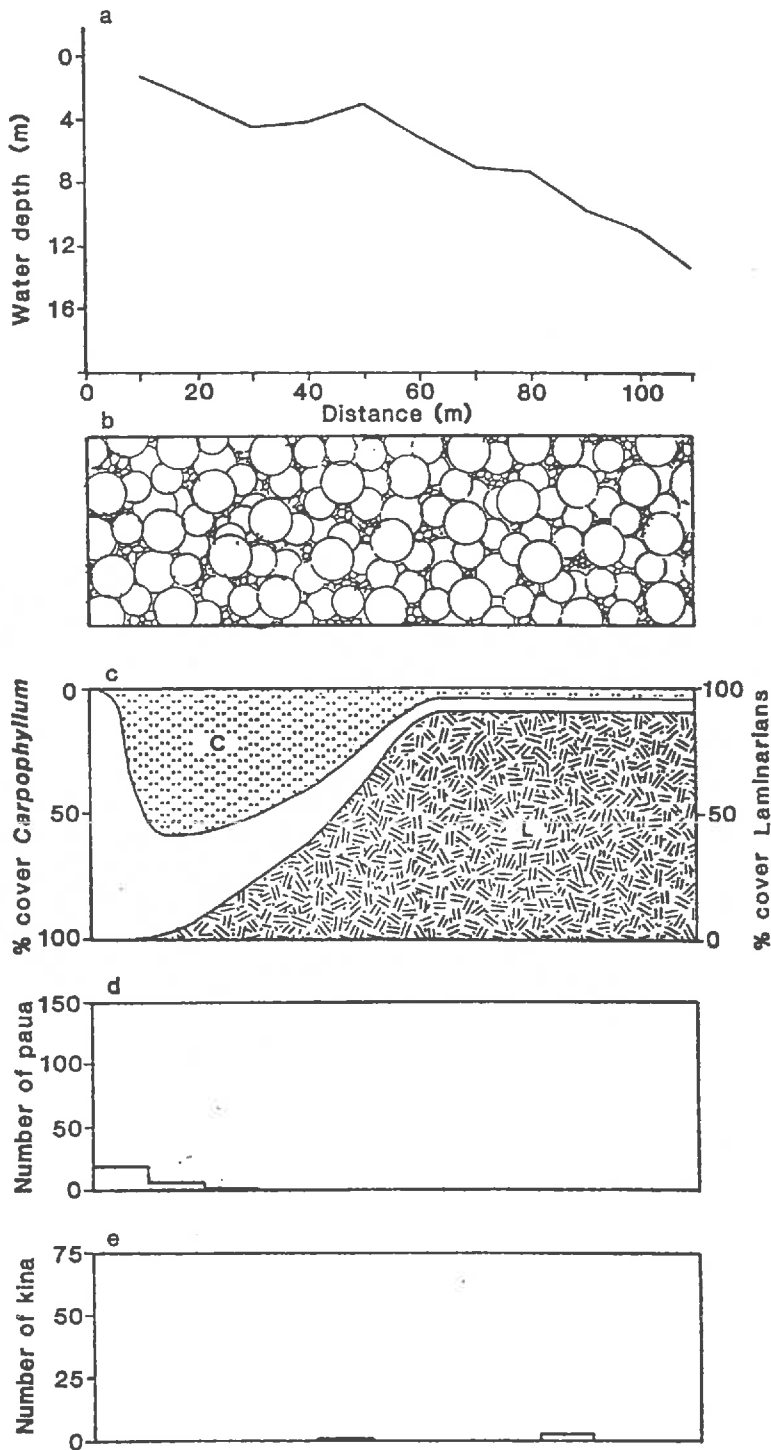 a
0
4
8
12
16
Water depth (m)
0 20 40 60 80 100
Distance (m)
b
c
0
50
100
% cover Carpophyllum
C
L
100
50
0
% cover Laminarians
d
150
100
50
0
Number of paua
e
75
50
25
0
Number of kina